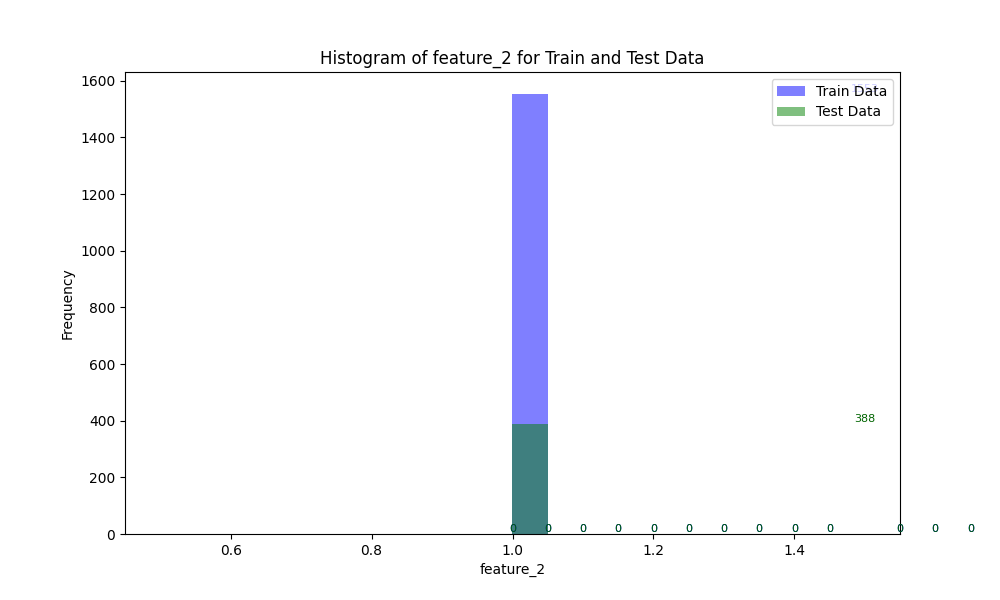 Histogram of feature_2 for Train and Test Data
Train Data
Test Data
Frequency
1600
1400
1200
1000
800
600
400
200
0
388
0 0 0 0 0 0 0 0 0 0 0 0 0
0.6 0.8 1.0 1.2 1.4
feature_2